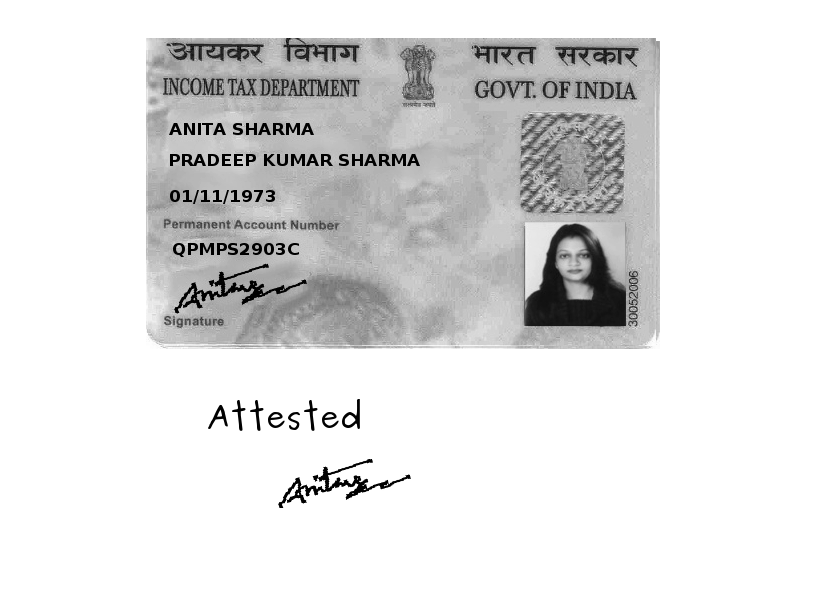 आयकर विभाग
भारत सरकार
INCOME TAX DEPARTMENT
GOVT. OF INDIA
सत्यमेव जयते
ANITA SHARMA
PRADEEP KUMAR SHARMA
01/11/1973
Permanent Account Number
QPMPS2903C
Anita
Signature
30052006
Attested
Anita